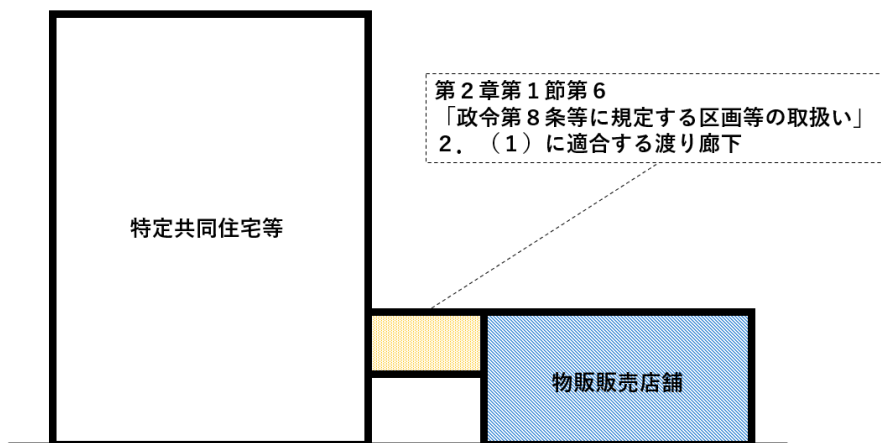 第２章第１節第６
「政令第８条等に規定する区画等の取扱い」
２．（１）に適合する渡り廊下
特定共同住宅等
物販販売店舗